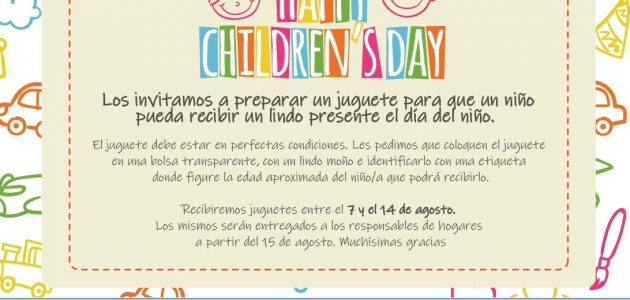 HAPPY
CHILDREN'S DAY
Los invitamos a preparar un juguete para que un niño
pueda recibir un lindo presente el día del niño.
El juguete debe estar en perfectas condiciones. Les pedimos que coloquen el juguete
en una bolsa transparente, con un lindo moño e identificarlo con una etiqueta
donde figure la edad aproximada del niño/a que podrá recibirlo.
Recibiremos juguetes entre el 7 y el 14 de agosto.
Los mismos serán entregados a los responsables de hogares
a partir del 15 de agosto. Muchísimas gracias